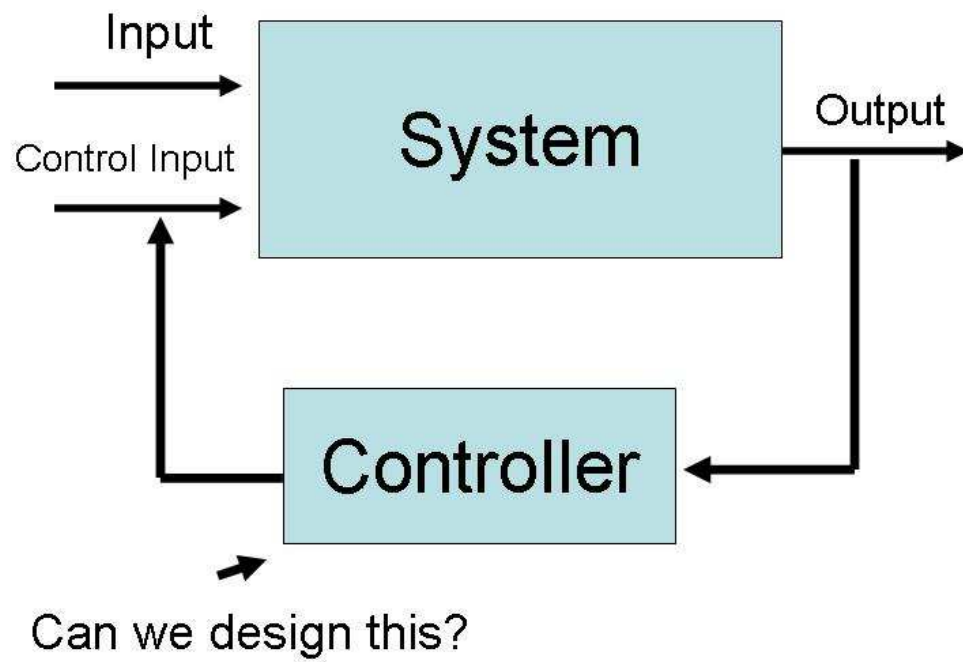 Input
System
Output
Control Input
Controller
Can we design this?